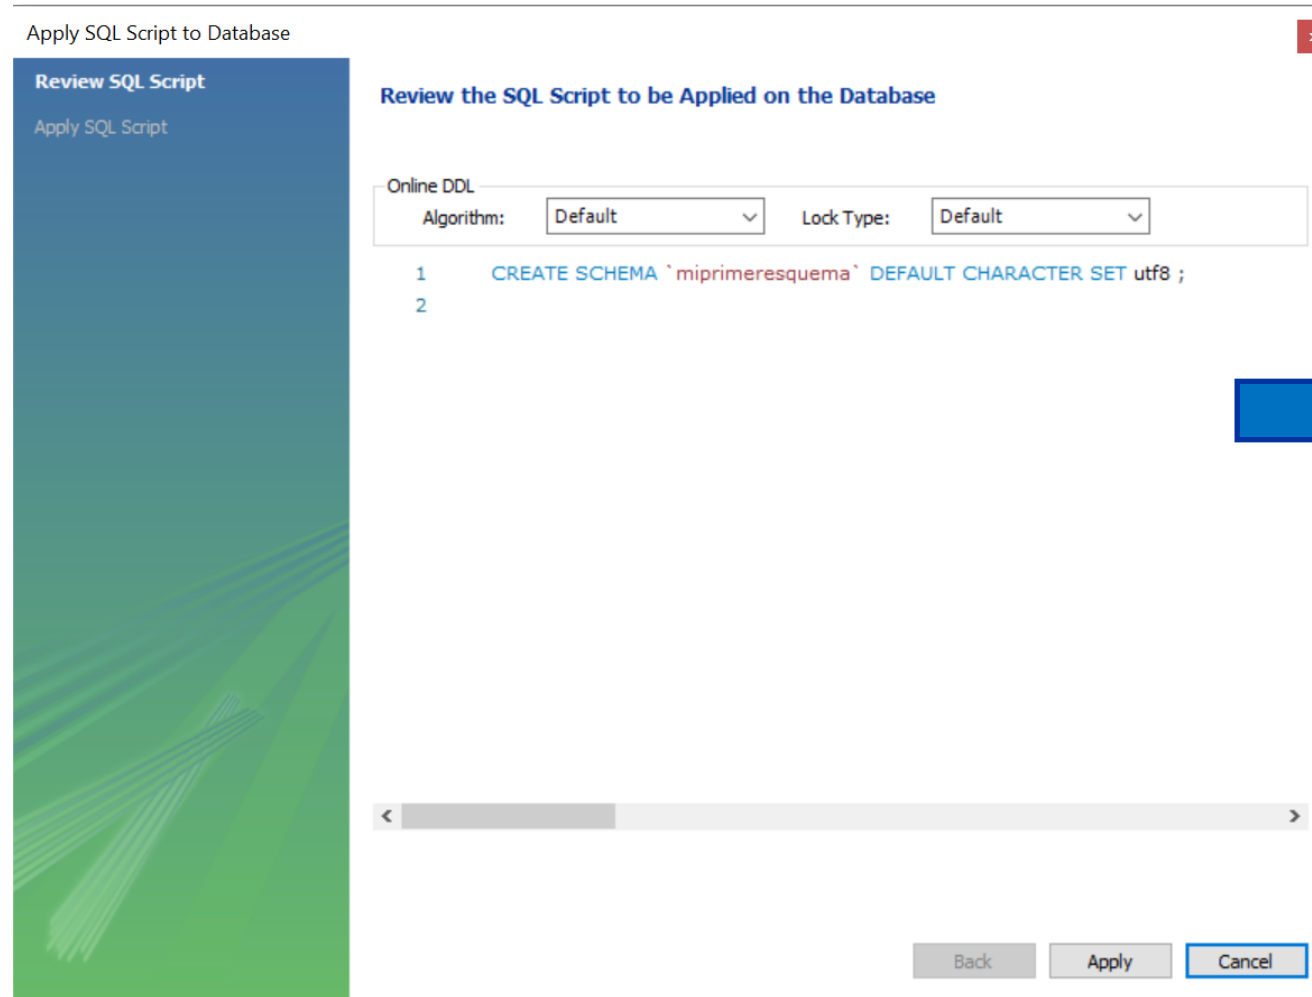 Apply SQL Script to Database
Review SQL Script
Apply SQL Script
Review the SQL Script to be Applied on the Database
Online DDL
Algorithm: Default Lock Type: Default
1 CREATE SCHEMA `miprimeresquema` DEFAULT CHARACTER SET utf8 ;
2
Back Apply Cancel